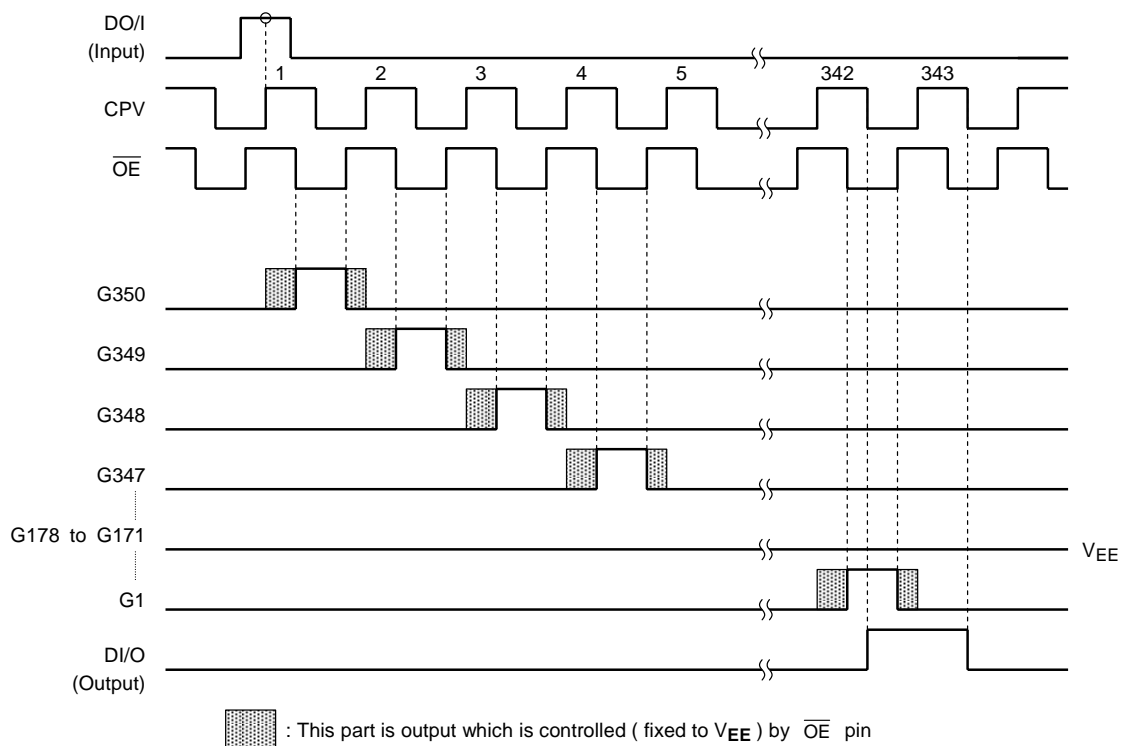 DO/I
(Input)
1 2 3 4 5 342 343
CPV
OE
G350
G349
G348
G347
G178 to G171
VEE
G1
DI/O
(Output)
: This part is output which is controlled ( fixed to VEE ) by OE pin